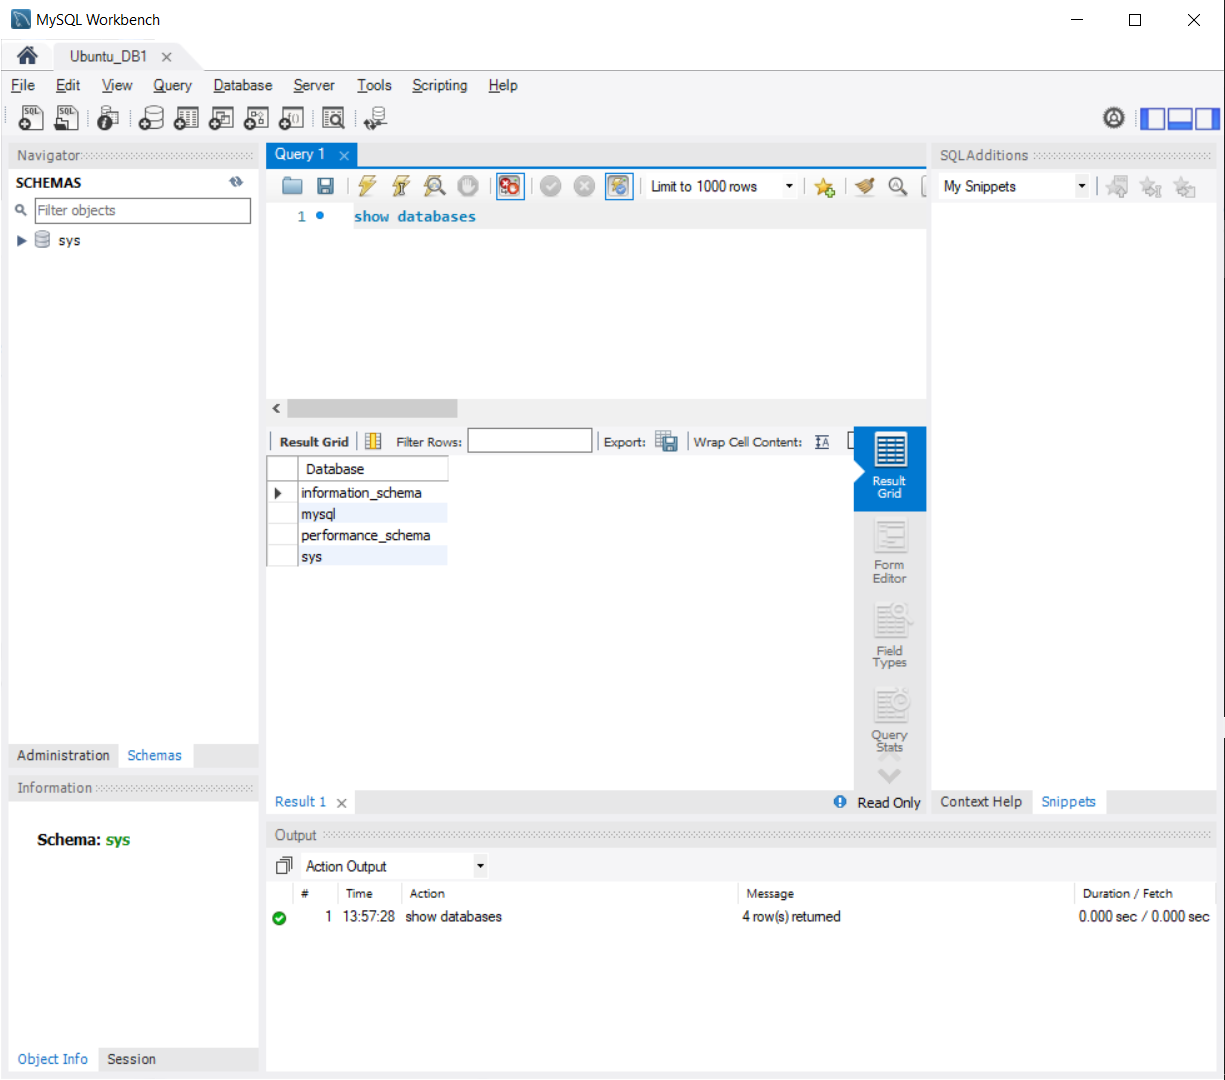 MySQL Workbench
Ubuntu_DB1
File Edit View Query Database Server Tools Scripting Help
SQL SQL
Navigator
SCHEMAS
Filter objects
sys
Administration Schemas
Information
Schema: sys
Object Info Session
Query 1
Limit to 1000 rows
1 show databases
Result Grid Filter Rows: Export: Wrap Cell Content:
Database
information_schema
mysql
performance_schema
sys
Result
Grid
Form
Editor
Field
Types
Query
Stats
Result 1 Read Only
SQLAdditions
My Snippets
Context Help Snippets
Output
Action Output
# Time Action Message Duration / Fetch
1 13:57:28 show databases 4 row(s) returned 0.000 sec / 0.000 sec